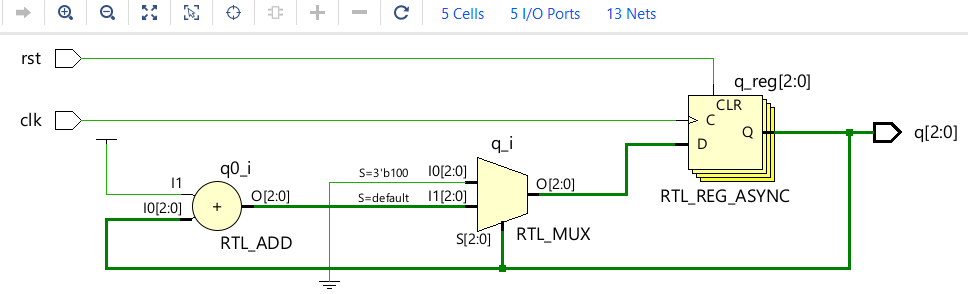 5 Cells 5 I/O Ports 13 Nets
rst
q_reg[2:0]
CLR
clk
C
Q
q[2:0]
D
q_i
q0_i
S=3'b100
I0[2:0]
I1
O[2:0]
O[2:0]
S=default
I1[2:0]
I0[2:0]
+
RTL_REG_ASYNC
S[2:0]
RTL_MUX
RTL_ADD